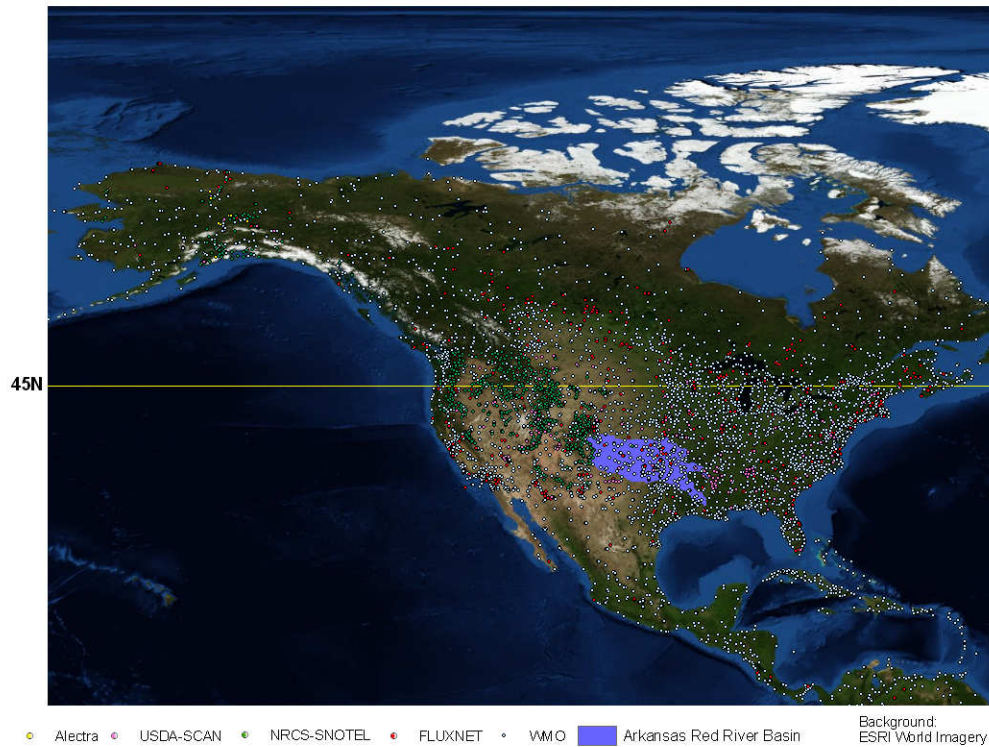 45N
Alectra USDA-SCAN NRCS-SNOTEL FLUXNET WMO Arkansas Red River Basin
Background:
ESRI World Imagery